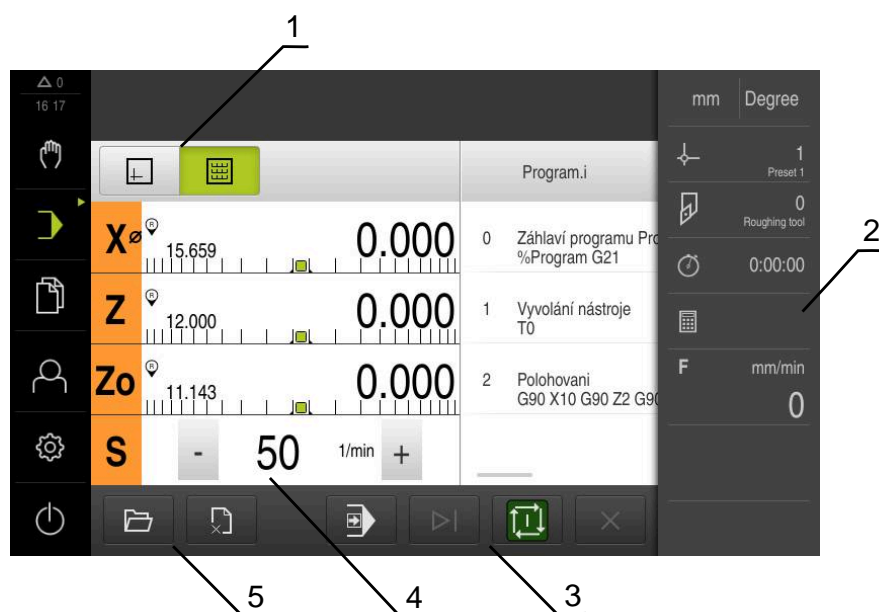 1
0
16 17
mm Degree
1
Preset 1
0
Roughing tool
0:00:00
F mm/min
0
2
Program.i
X⌀ R 15.659 0.000
Z R 12.000 0.000
Zo R 11.143 0.000
S - 50 1/min +
0 Záhlaví programu Pro
%Program G21
1 Vyvolání nástroje
T0
2 Polohovani
G90 X10 G90 Z2 G90
5
4
3